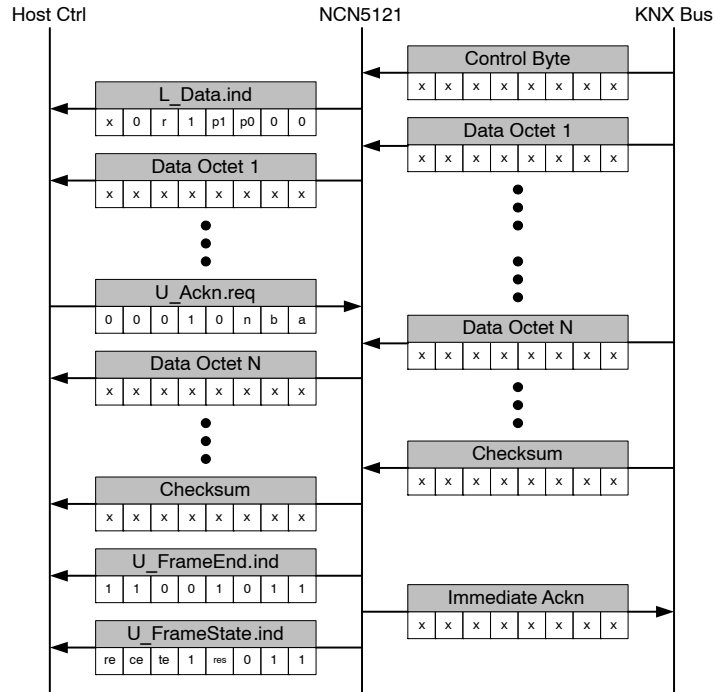 Host Ctrl NCN5121 KNX Bus
Control Byte
x x x x x x x x
L_Data.ind
x 0 r 1 p1 p0 0 0
Data Octet 1
x x x x x x x x
Data Octet 1
x x x x x x x x
U_Ackn.req
0 0 0 1 0 n b a
Data Octet N
x x x x x x x x
Data Octet N
x x x x x x x x
Checksum
x x x x x x x x
Checksum
x x x x x x x x
U_FrameEnd.ind
1 1 0 0 1 0 1 1
Immediate Ackn
x x x x x x x x
U_FrameState.ind
re ce te 1 res 0 1 1